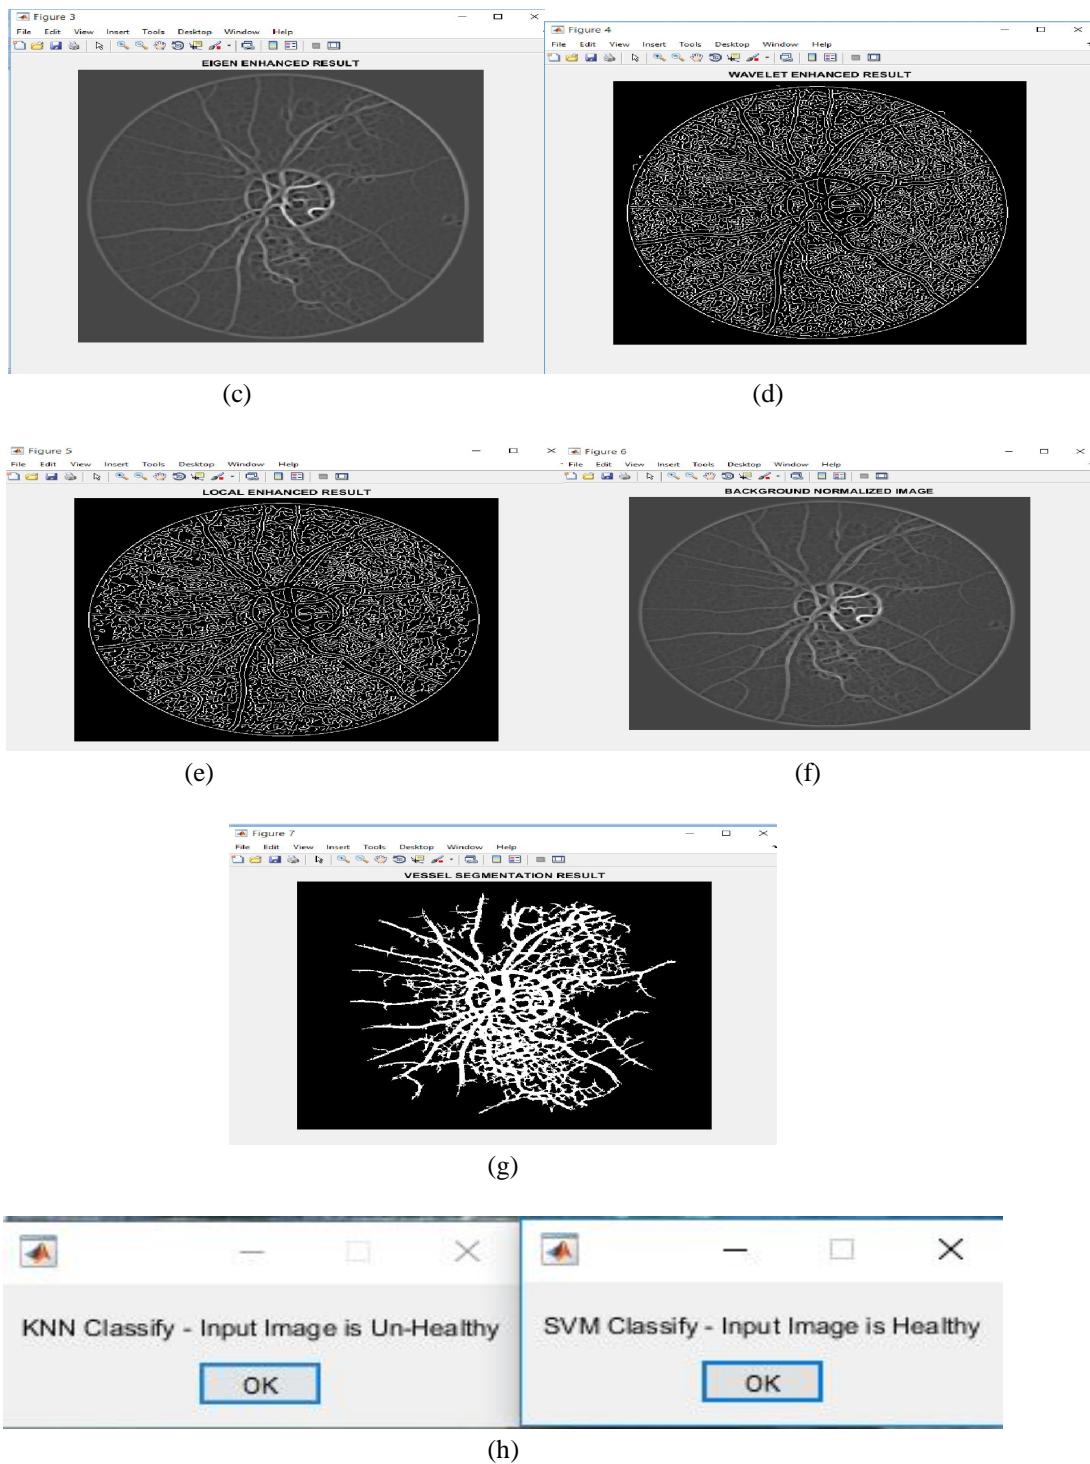 Figure 3
File Edit View Insert Tools Desktop Window Help
EIGEN ENHANCED RESULT
Figure 4
File Edit View Insert Tools Desktop Window Help
WAVELET ENHANCED RESULT
(c)
(d)
Figure 5
File Edit View Insert Tools Desktop Window Help
LOCAL ENHANCED RESULT
Figure 6
File Edit View Insert Tools Desktop Window Help
BACKGROUND NORMALIZED IMAGE
(e)
(f)
Figure 7
File Edit View Insert Tools Desktop Window Help
VESSEL SEGMENTATION RESULT
(g)
KNN Classify - Input Image is Un-Healthy
OK
SVM Classify - Input Image is Healthy
OK
(h)